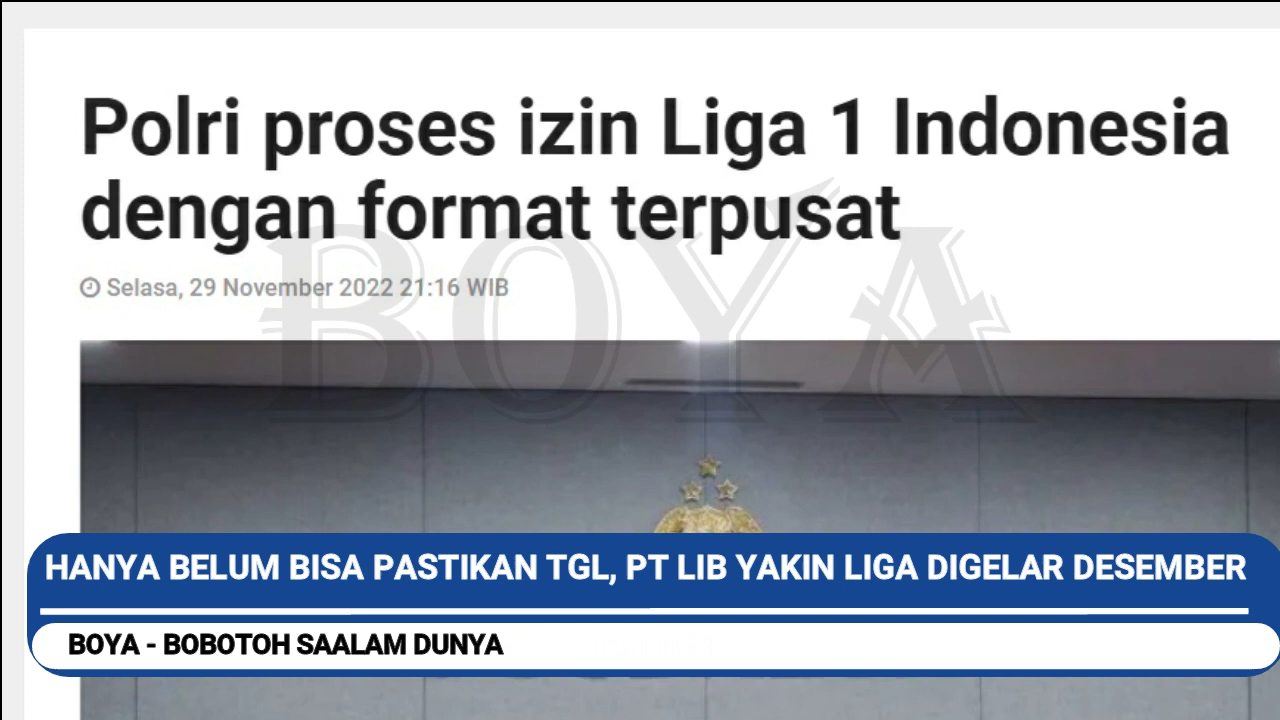 Polri proses izin Liga 1 Indonesia
dengan format terpusat
Selasa, 29 November 2022 21:16 WIB
BOYA
HANYA BELUM BISA PASTIKAN TGL, PT LIB YAKIN LIGA DIGELAR DESEMBER
BOYA - BOBOTOH SAALAM DUNYA